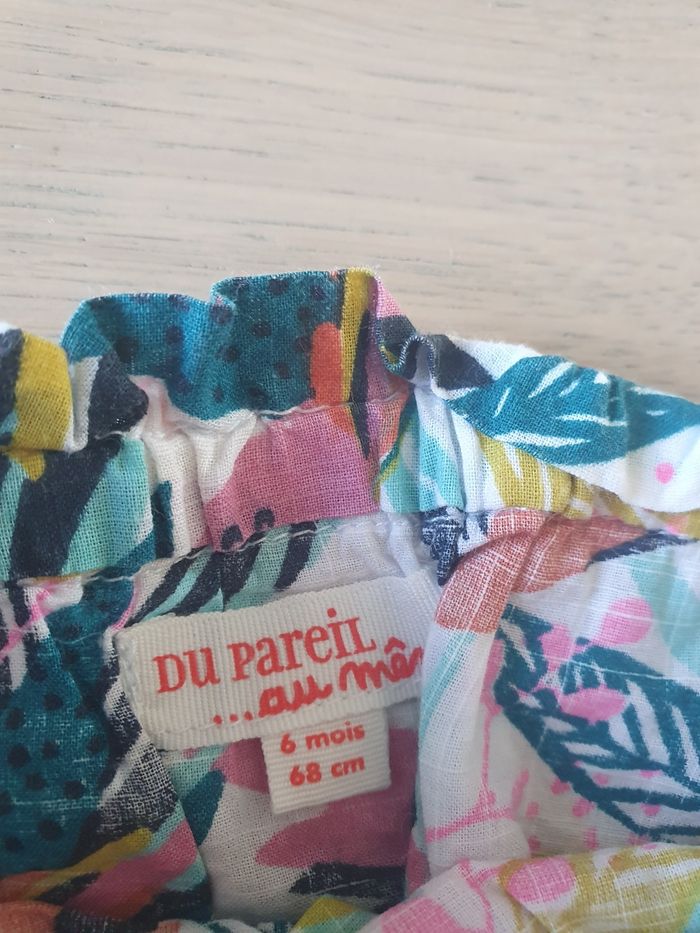 DU PareiL
...au mê
6 mois
68 cm